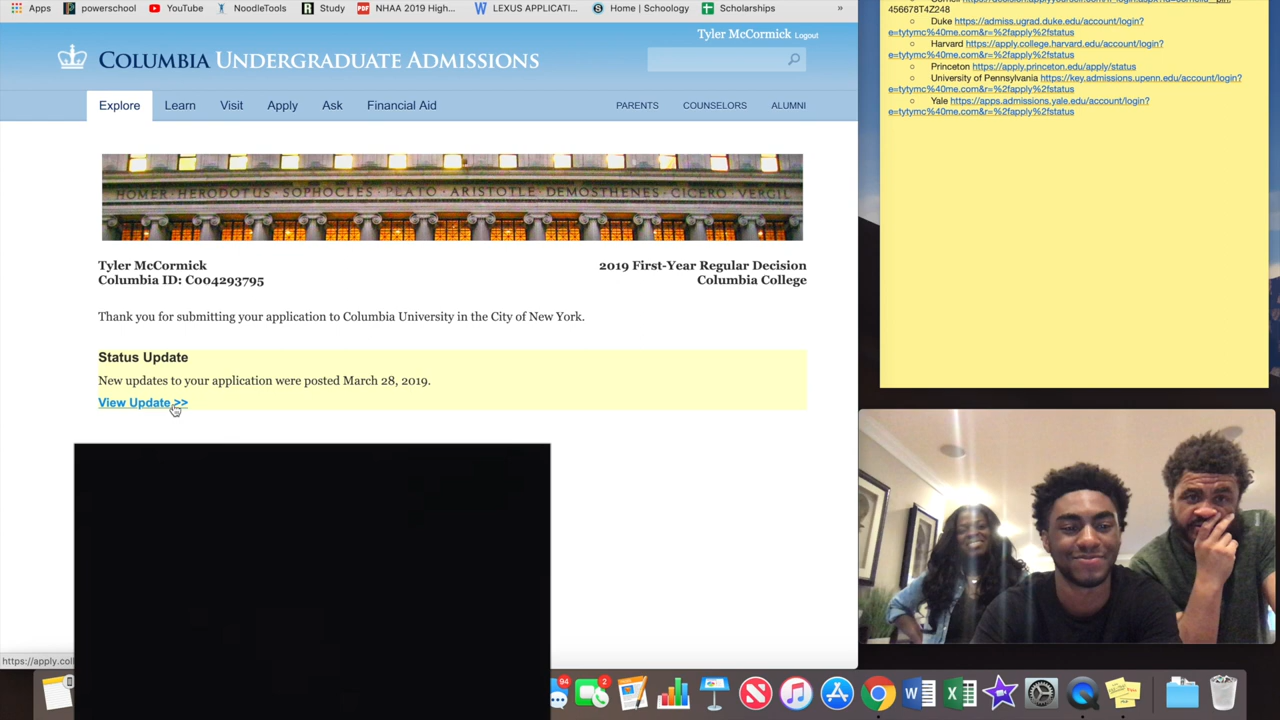 Apps
powerschool
YouTube
NoodleTools
Study
NHAA 2019 High...
LEXUS APPLICATI...
Home | Schoology
Scholarships
Tyler McCormick Logout
COLUMBIA UNDERGRADUATE ADMISSIONS
Explore Learn Visit Apply Ask Financial Aid
PARENTS COUNSELORS ALUMNI
HOMER · HERODOTUS · SOPHOCLES · PLATO · ARISTOTLE · DEMOSTHENES · CICERO · VERGIL
Tyler McCormick
Columbia ID: C004293795
2019 First-Year Regular Decision
Columbia College
Thank you for submitting your application to Columbia University in the City of New York.
Status Update
New updates to your application were posted March 28, 2019.
View Update >>
https://apply.coll
456678T4Z248
Duke https://admiss.ugrad.duke.edu/account/login?
e=tytymc%40me.com&r=%2fapply%2fstatus
Harvard https://apply.college.harvard.edu/account/login?
e=tytymc%40me.com&r=%2fapply%2fstatus
Princeton https://apply.princeton.edu/apply/status
University of Pennsylvania https://key.admissions.upenn.edu/account/login?
e=tytymc%40me.com&r=%2fapply%2fstatus
Yale https://apps.admissions.yale.edu/account/login?
e=tytymc%40me.com&r=%2fapply%2fstatus
94
2